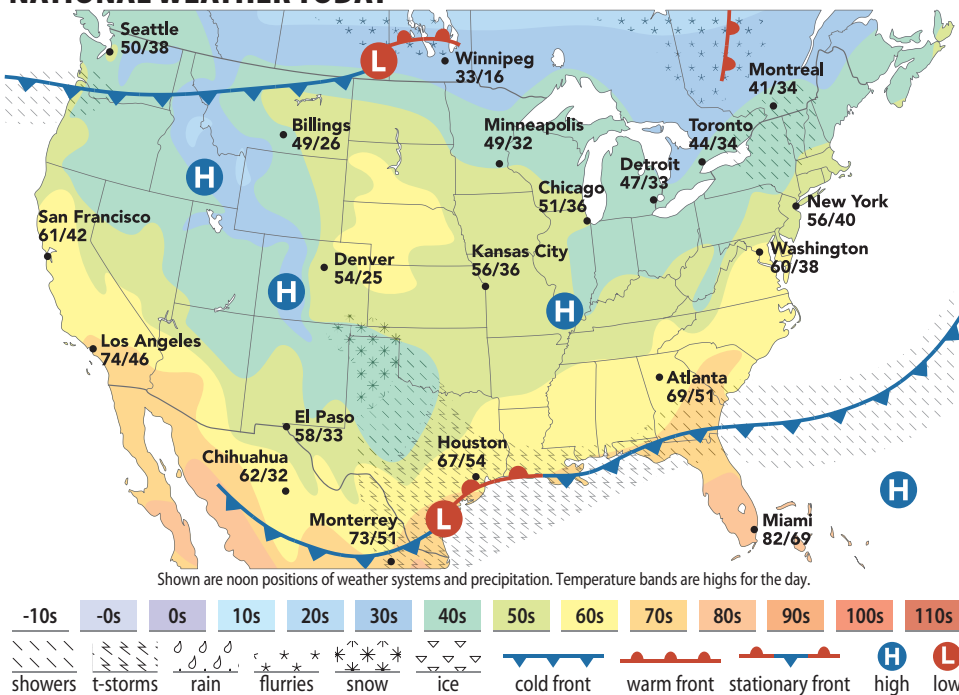 NATIONAL WEATHER TODAY
Seattle
50/38
L
Winnipeg
33/16
Montreal
41/34
Billings
49/26
Minneapolis
49/32
Toronto
44/34
Detroit
47/33
H
Chicago
51/36
New York
56/40
San Francisco
61/42
Denver
54/25
Kansas City
56/36
Washington
60/38
H
H
Los Angeles
74/46
Atlanta
69/51
El Paso
58/33
Houston
67/54
Chihuahua
62/32
H
Monterrey
73/51
L
Miami
82/69
Shown are noon positions of weather systems and precipitation. Temperature bands are highs for the day.
-10s -0s 0s 10s 20s 30s 40s 50s 60s 70s 80s 90s 100s 110s
H L
showers t-storms rain flurries snow ice cold front warm front stationary front high low